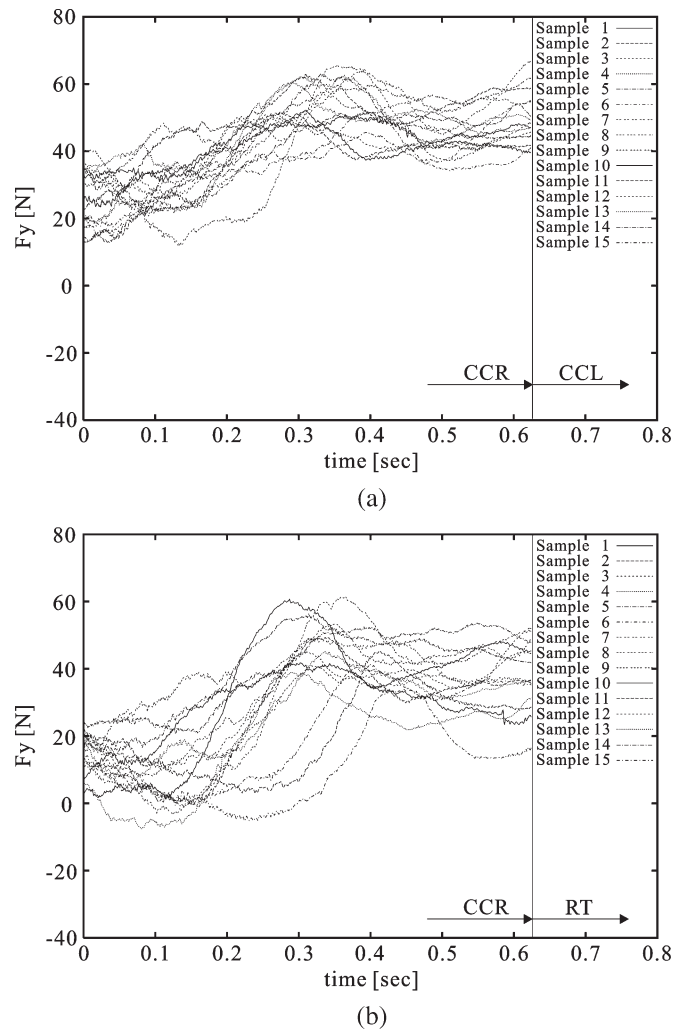 80
60
40
20
0
-20
-40
Fy [N]
Sample 1
Sample 2
Sample 3
Sample 4
Sample 5
Sample 6
Sample 7
Sample 8
Sample 9
Sample 10
Sample 11
Sample 12
Sample 13
Sample 14
Sample 15
CCR CCL
0 0.1 0.2 0.3 0.4 0.5 0.6 0.7 0.8
time [sec]
(a)
80
60
40
20
0
-20
-40
Fy [N]
Sample 1
Sample 2
Sample 3
Sample 4
Sample 5
Sample 6
Sample 7
Sample 8
Sample 9
Sample 10
Sample 11
Sample 12
Sample 13
Sample 14
Sample 15
CCR RT
0 0.1 0.2 0.3 0.4 0.5 0.6 0.7 0.8
time [sec]
(b)